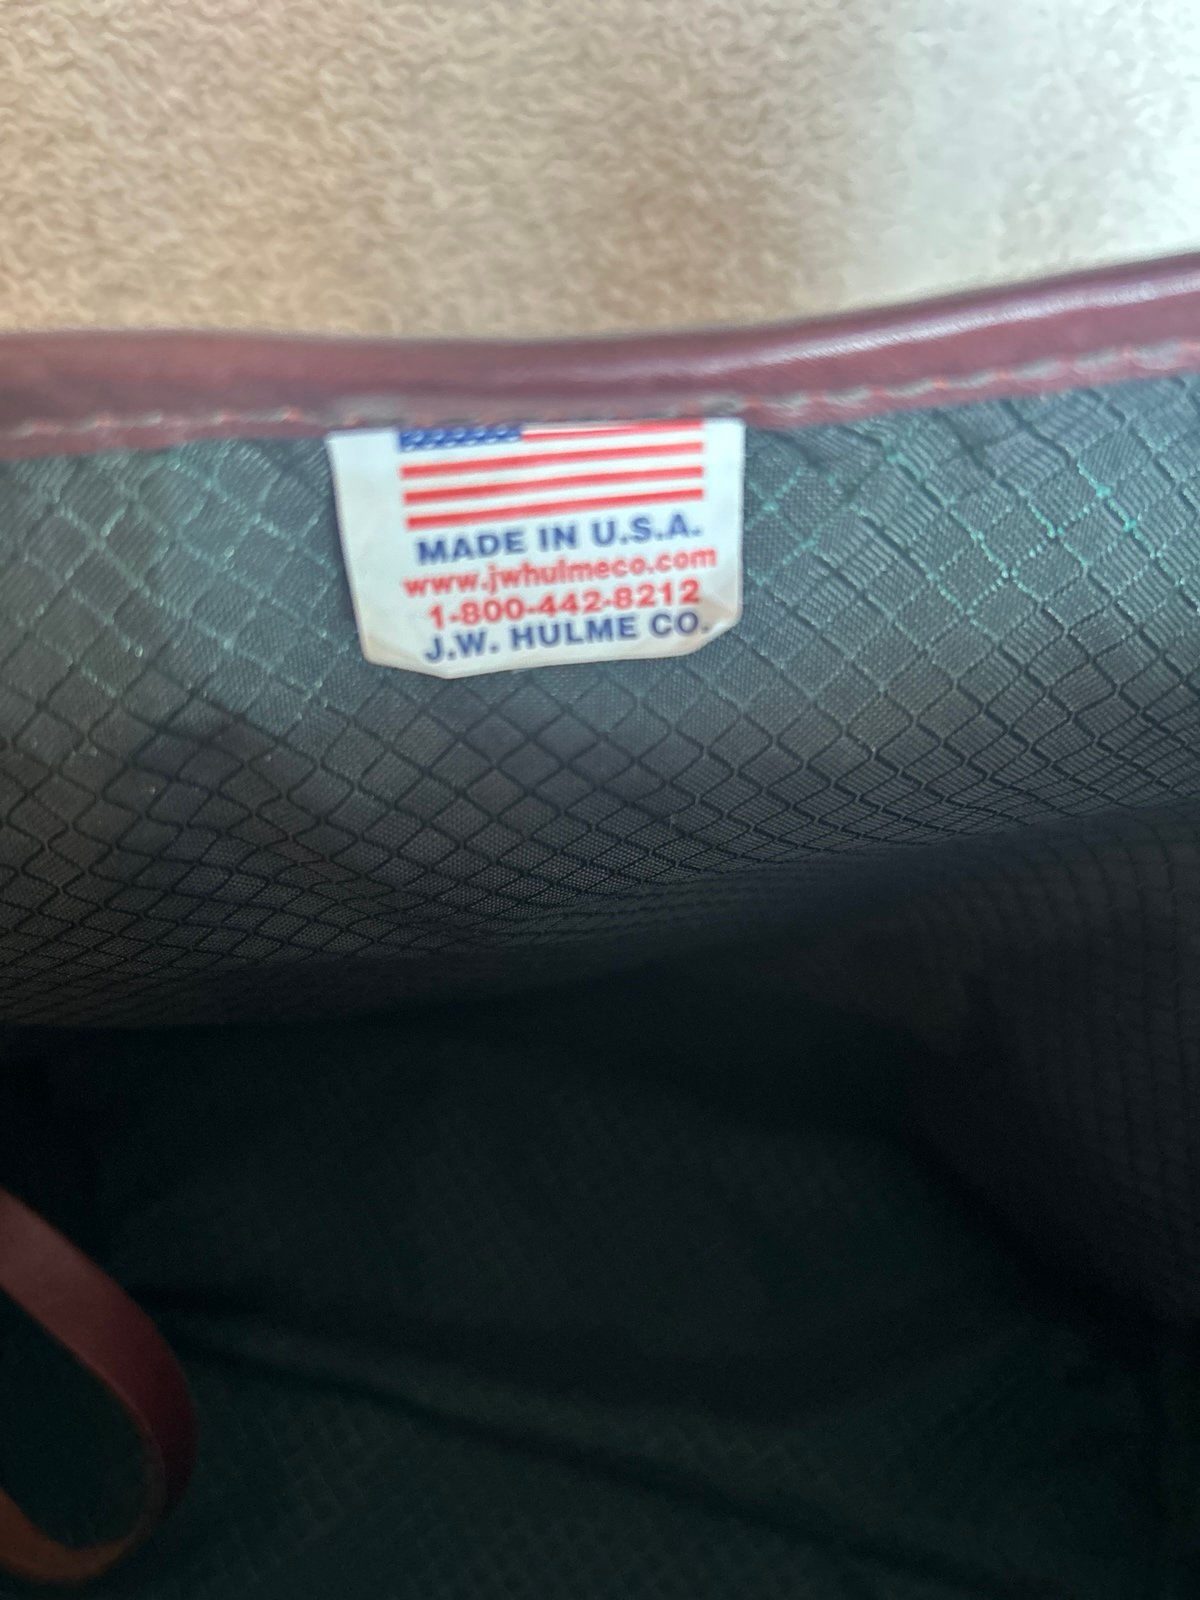 MADE IN U.S.A.
www.jwhulmeco.com
1-800-442-8212
J.W. HULME CO.